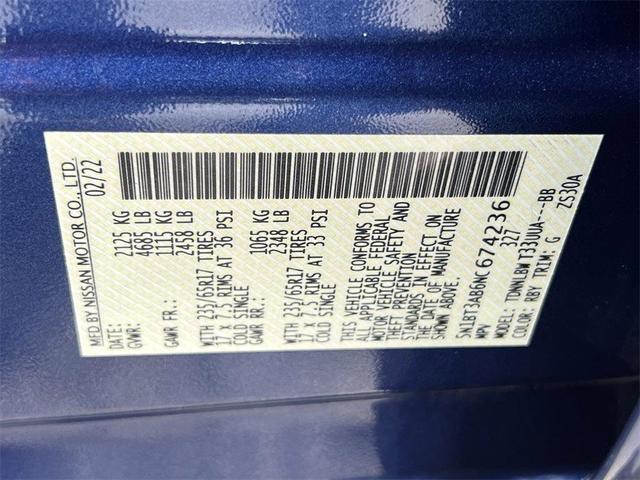 MFD BY NISSAN MOTOR CO., LTD.
DATE: 02/22
GVWR: 2125 KG
4685 LB
GAWR FR.: 1115 KG
2458 LB
WITH 235/65R17 TIRES
17 X 7.5 RIMS AT 36 PSI
COLD SINGLE
GAWR RR.: 1065 KG
2348 LB
WITH 235/65R17 TIRES
17 X 7.5 RIMS AT 33 PSI
COLD SINGLE
THIS VEHICLE CONFORMS TO
ALL APPLICABLE FEDERAL
MOTOR VEHICLE SAFETY AND
THEFT PREVENTION
STANDARDS IN EFFECT ON
THE DATE OF MANUFACTURE
SHOWN ABOVE.
5N1BT3AB6NC674236
MPV 327
MODEL: TDWNLBWT33UUA---BB
COLOR: RBY TRIM: G ZS30A